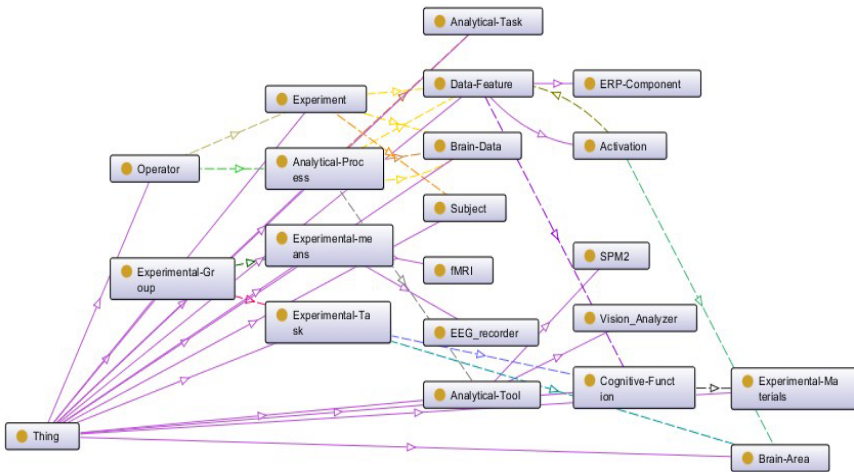 Analytical-Task
Data-Feature
ERP-Component
Experiment
Brain-Data
Activation
Operator
Analytical-Proc
ess
Subject
Experimental-me
ans
SPM2
Experimental-Gr
oup
fMRI
Experimental-Ta
sk
EEG_recorder
Vision_Analyzer
Analytical-Tool
Cognitive-Funct
ion
Experimental-Ma
terials
Thing
Brain-Area